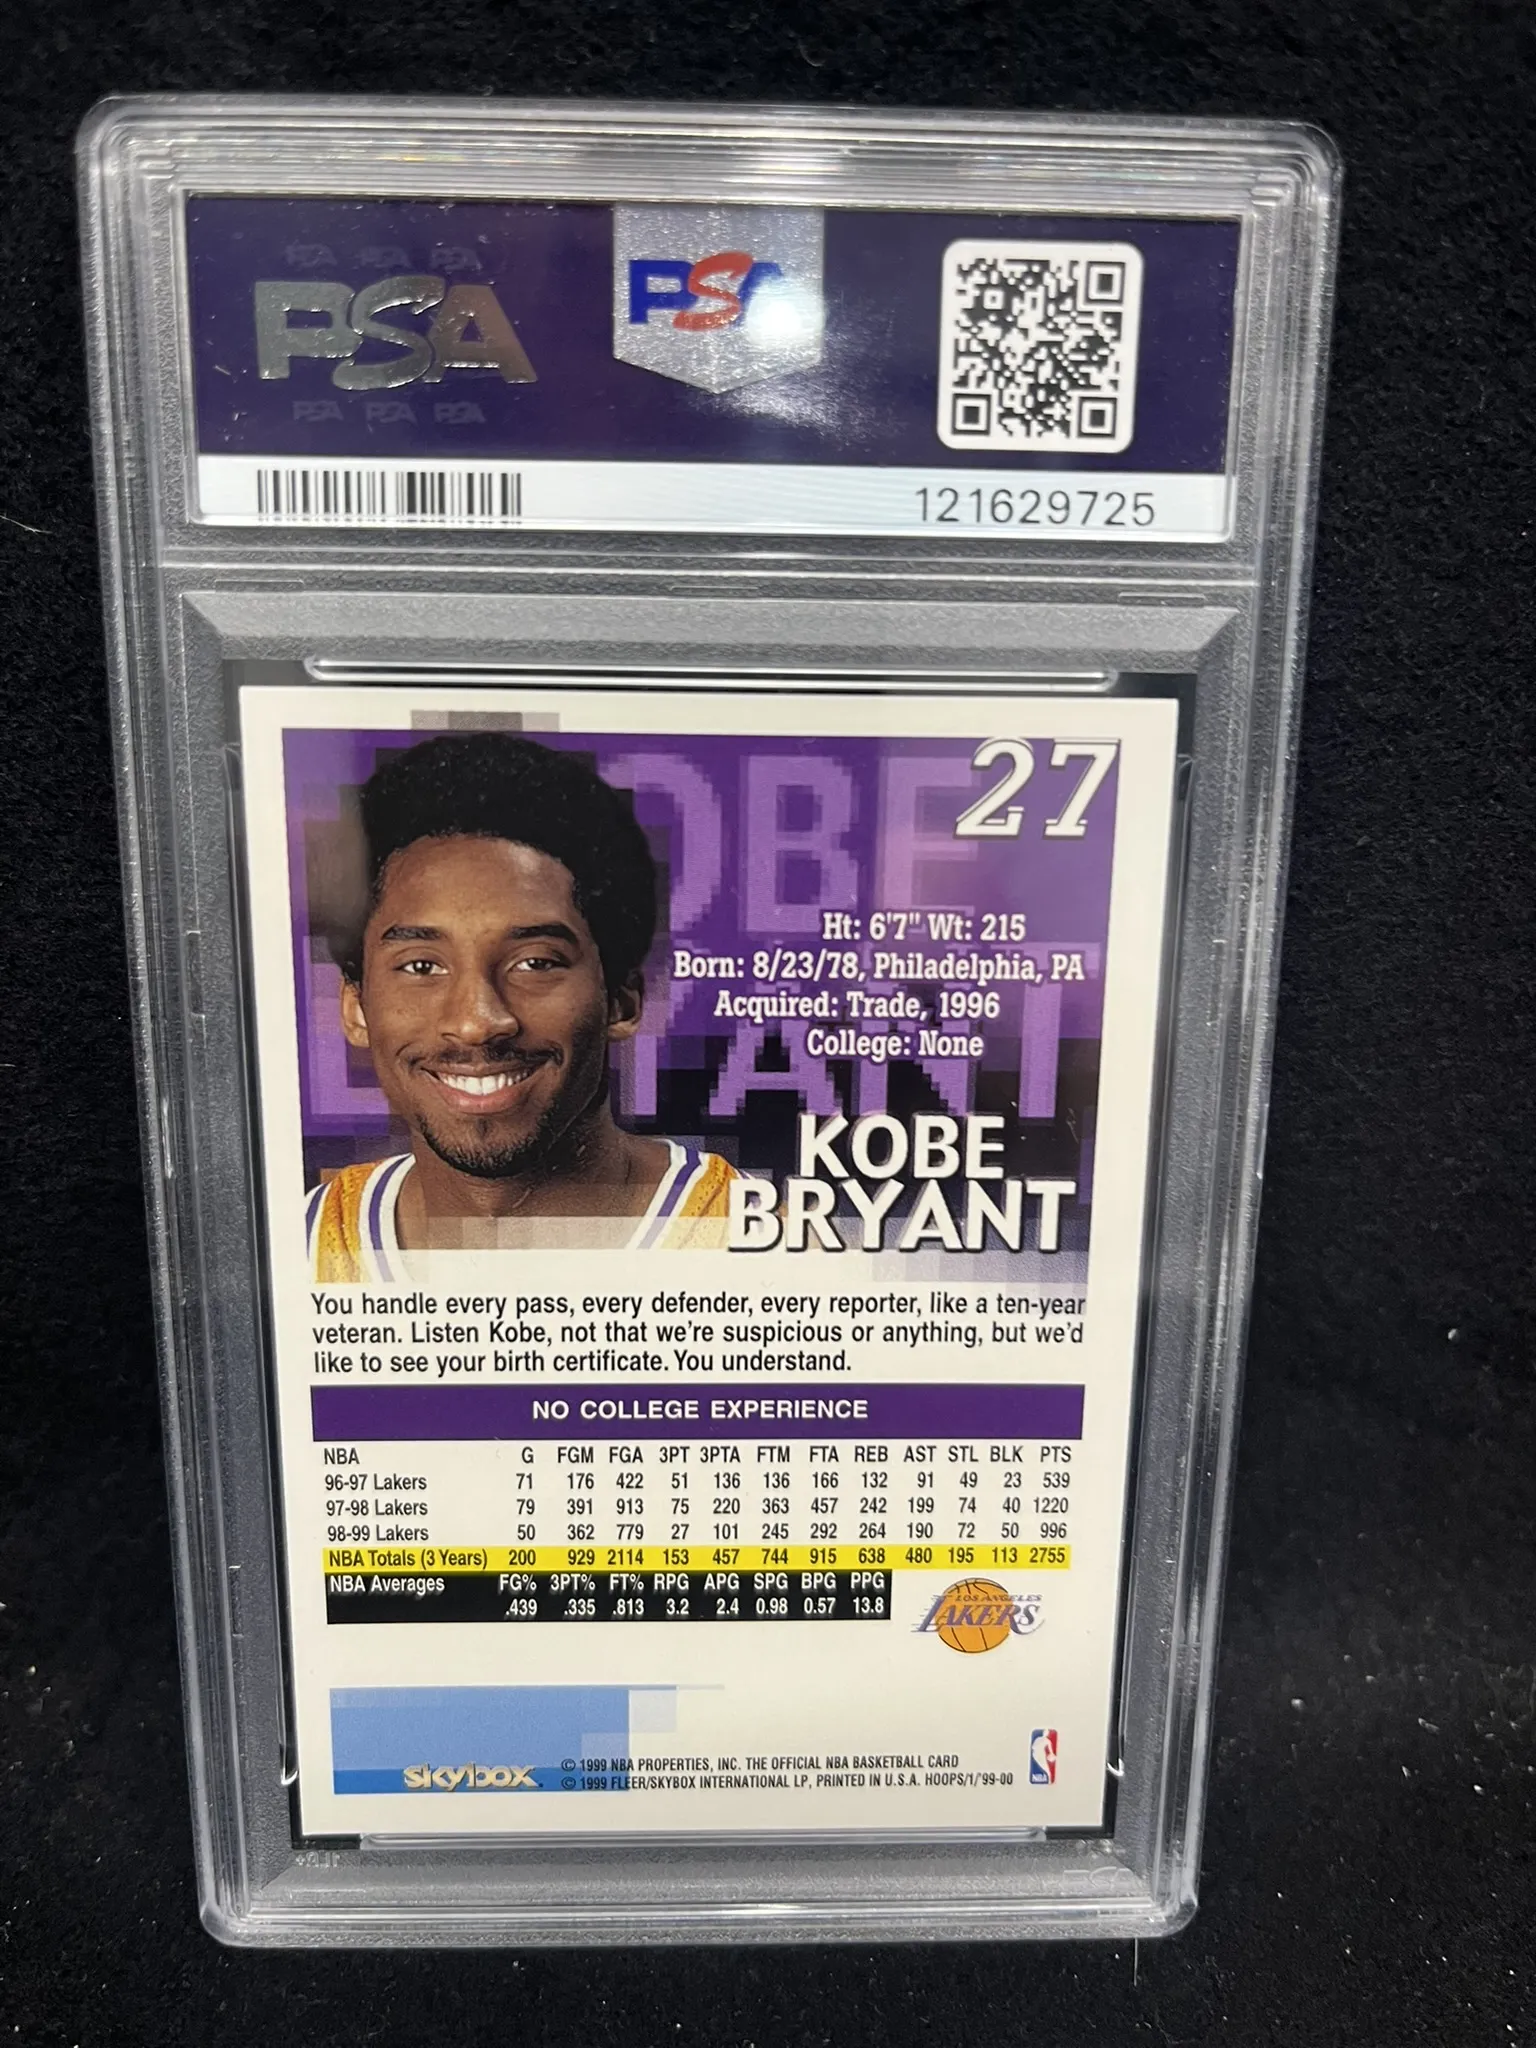 PSA PSA PSA
PSA
PSA PSA PSA
PSA
121629725
27
KOBE
BRYANT
Ht: 6'7" Wt: 215
Born: 8/23/78, Philadelphia, PA
Acquired: Trade, 1996
College: None
KOBE
BRYANT
You handle every pass, every defender, every reporter, like a ten-year
veteran. Listen Kobe, not that we're suspicious or anything, but we'd
like to see your birth certificate. You understand.
NO COLLEGE EXPERIENCE
NBA G FGM FGA 3PT 3PTA FTM FTA REB AST STL BLK PTS
96-97 Lakers 71 176 422 51 136 136 166 132 91 49 23 539
97-98 Lakers 79 391 913 75 220 363 457 242 199 74 40 1220
98-99 Lakers 50 362 779 27 101 245 292 264 190 72 50 996
NBA Totals (3 Years) 200 929 2114 153 457 744 915 638 480 195 113 2755
NBA Averages FG% 3PT% FT% RPG APG SPG BPG PPG
.439 .335 .813 3.2 2.4 0.98 0.57 13.8
LOS ANGELES
LAKERS
skybox
© 1999 NBA PROPERTIES, INC. THE OFFICIAL NBA BASKETBALL CARD
© 1999 FLEER/SKYBOX INTERNATIONAL LP, PRINTED IN U.S.A. HOOPS/1/'99-00
NBA